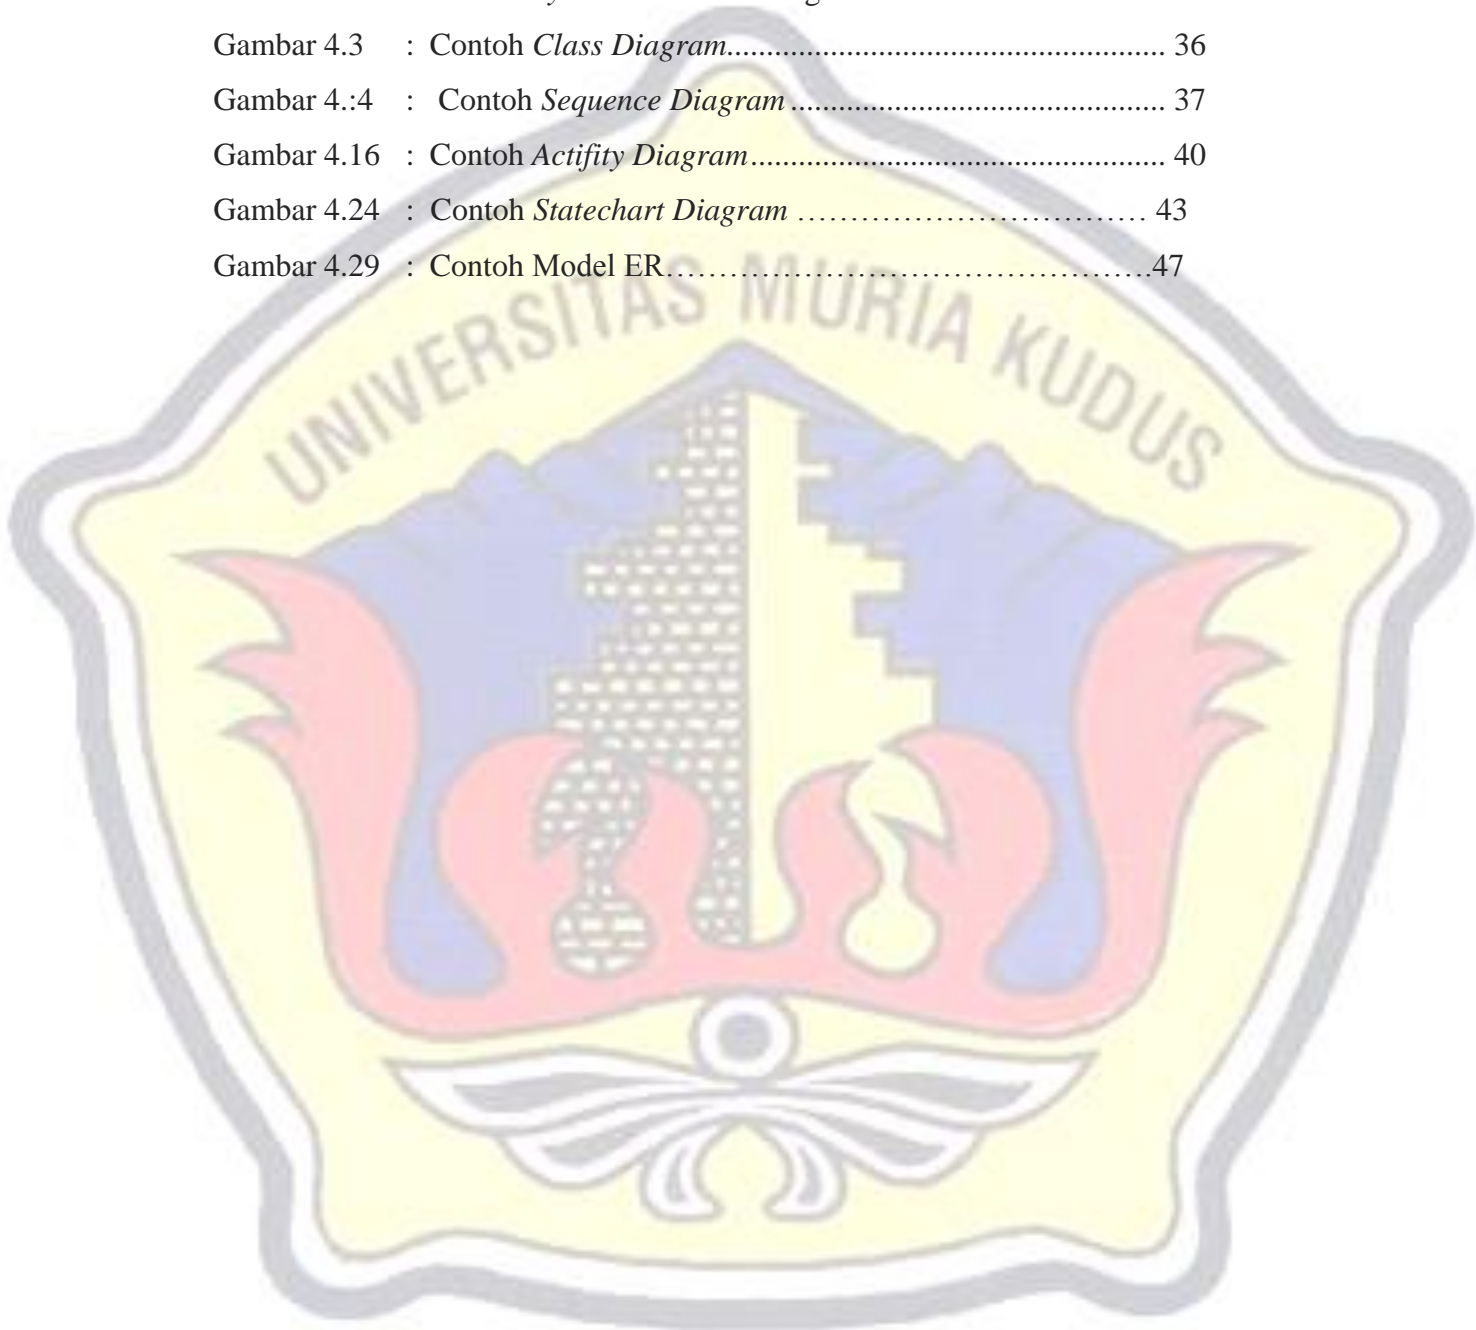 Gambar 4.3 : Contoh Class Diagram...................................................... 36
Gambar 4.:4 : Contoh Sequence Diagram............................................... 37
Gambar 4.16 : Contoh Actifity Diagram.................................................... 40
Gambar 4.24 : Contoh Statechart Diagram …………………………… 43
Gambar 4.29 : Contoh Model ER……………………………………….47
UNIVERSITAS MURIA KUDUS